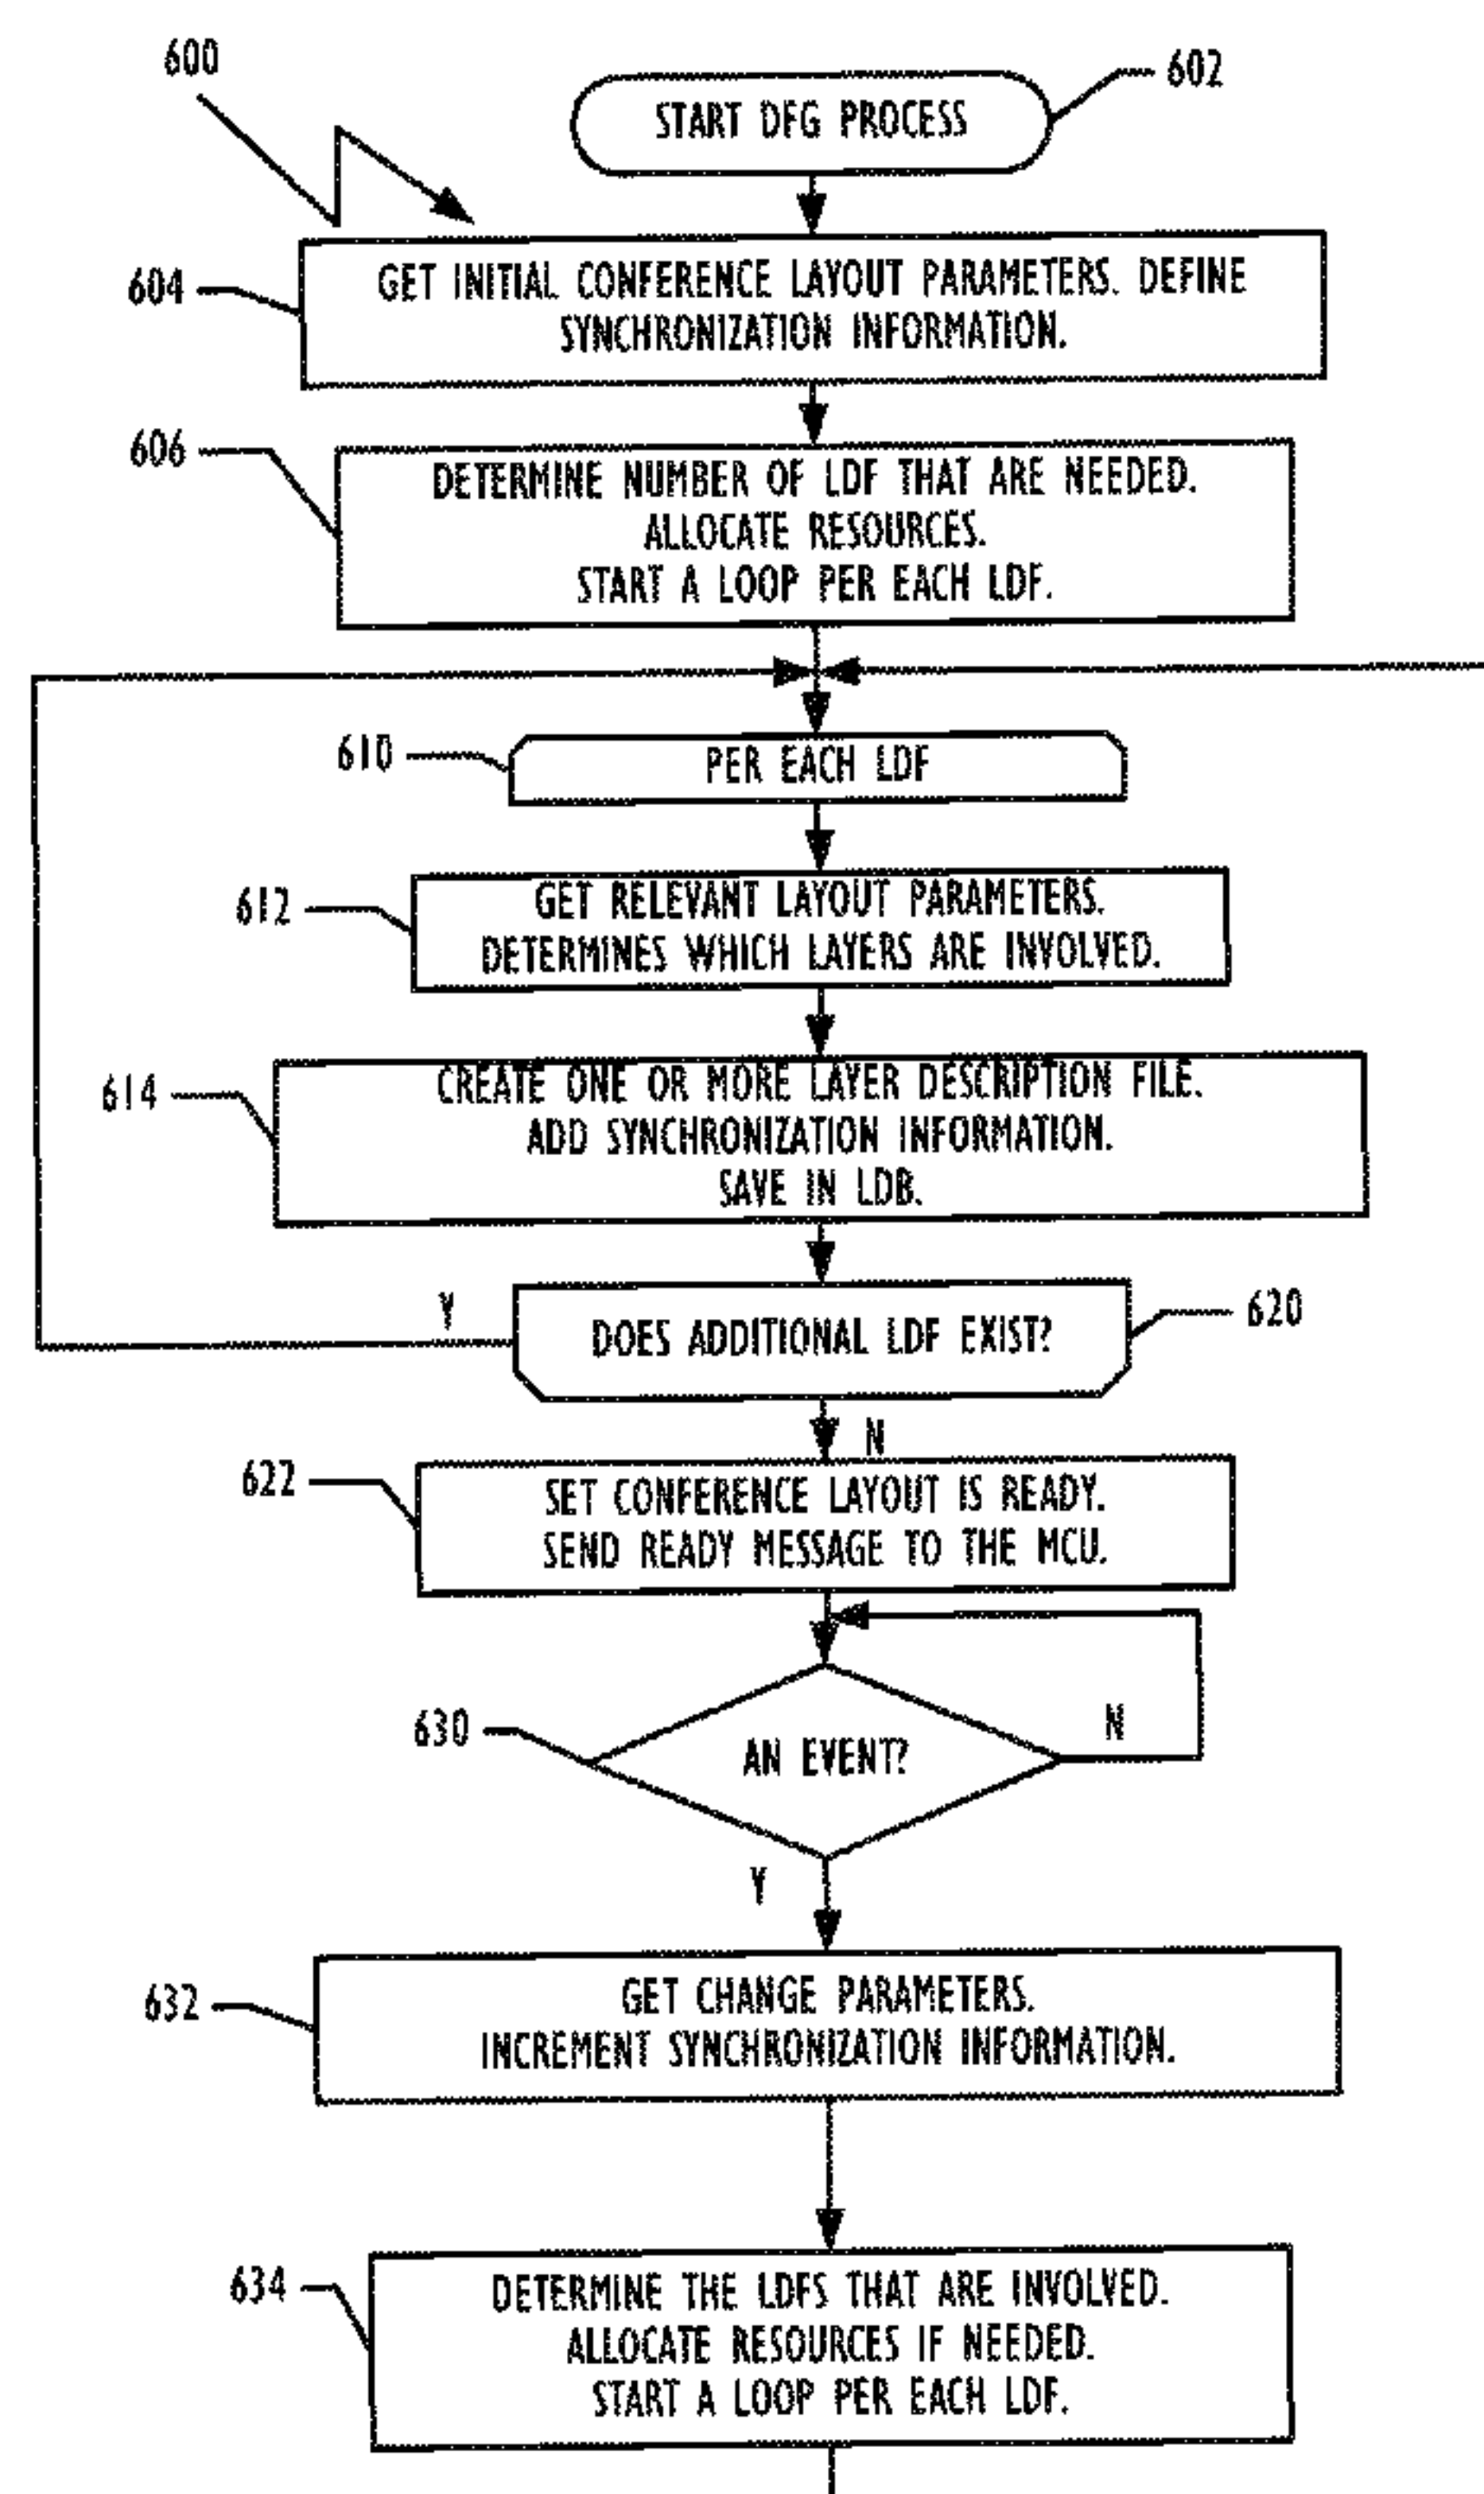 600
602
START DFG PROCESS
604
GET INITIAL CONFERENCE LAYOUT PARAMETERS. DEFINE
SYNCHRONIZATION INFORMATION.
606
DETERMINE NUMBER OF LDF THAT ARE NEEDED.
ALLOCATE RESOURCES.
START A LOOP PER EACH LDF.
610
PER EACH LDF
612
GET RELEVANT LAYOUT PARAMETERS.
DETERMINES WHICH LAYERS ARE INVOLVED.
614
CREATE ONE OR MORE LAYER DESCRIPTION FILE.
ADD SYNCHRONIZATION INFORMATION.
SAVE IN LDB.
Y
DOES ADDITIONAL LDF EXIST?
620
N
622
SET CONFERENCE LAYOUT IS READY.
SEND READY MESSAGE TO THE MCU.
630
AN EVENT?
N
Y
632
GET CHANGE PARAMETERS.
INCREMENT SYNCHRONIZATION INFORMATION.
634
DETERMINE THE LDFS THAT ARE INVOLVED.
ALLOCATE RESOURCES IF NEEDED.
START A LOOP PER EACH LDF.